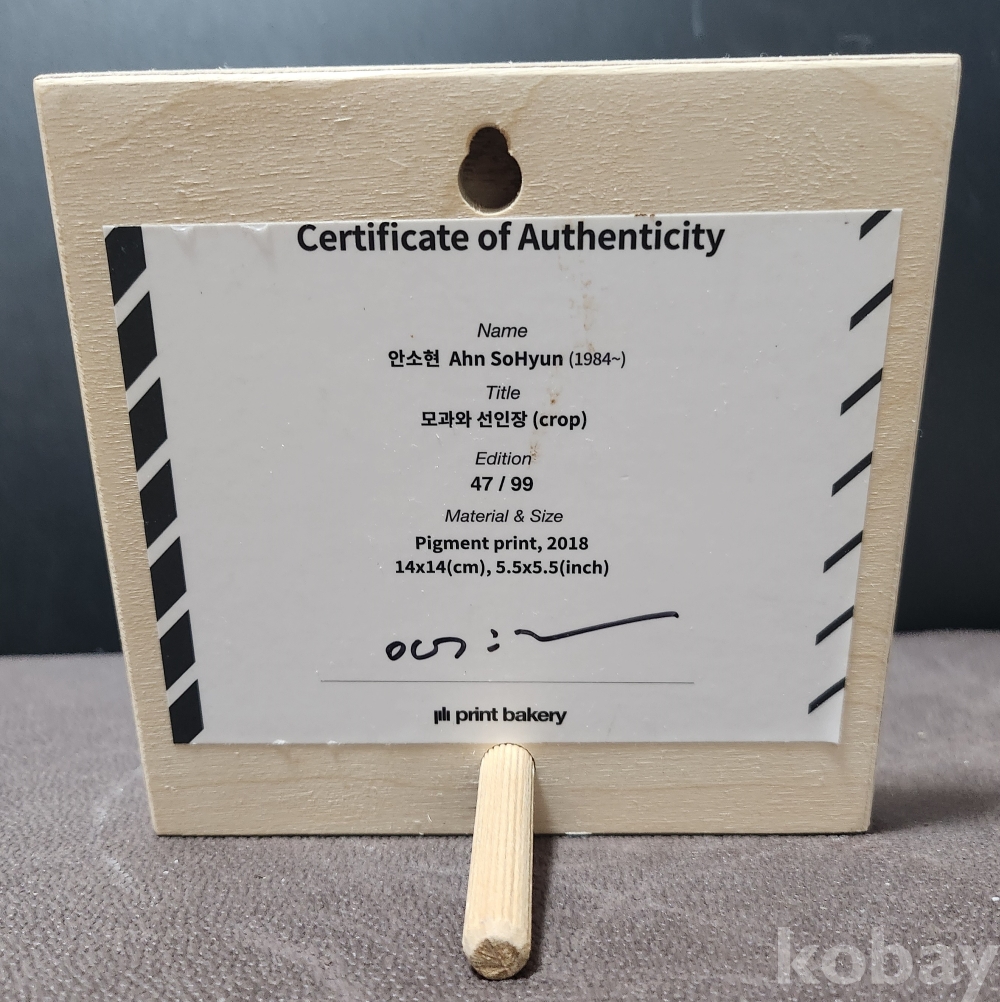 Certificate of Authenticity
Name
안소현 Ahn SoHyun (1984~)
Title
모과와 선인장 (crop)
Edition
47 / 99
Material & Size
Pigment print, 2018
14x14(cm), 5.5x5.5(inch)
print bakery
kobay